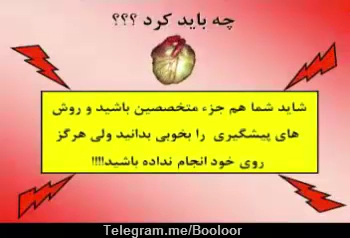 چه باید کرد ؟؟؟
شاید شما هم جزء متخصصین باشید و روش
های پیشگیری را بخوبی بدانید ولی هرگز
روی خود انجام نداده باشید!!!!
Telegram.me/Booloor